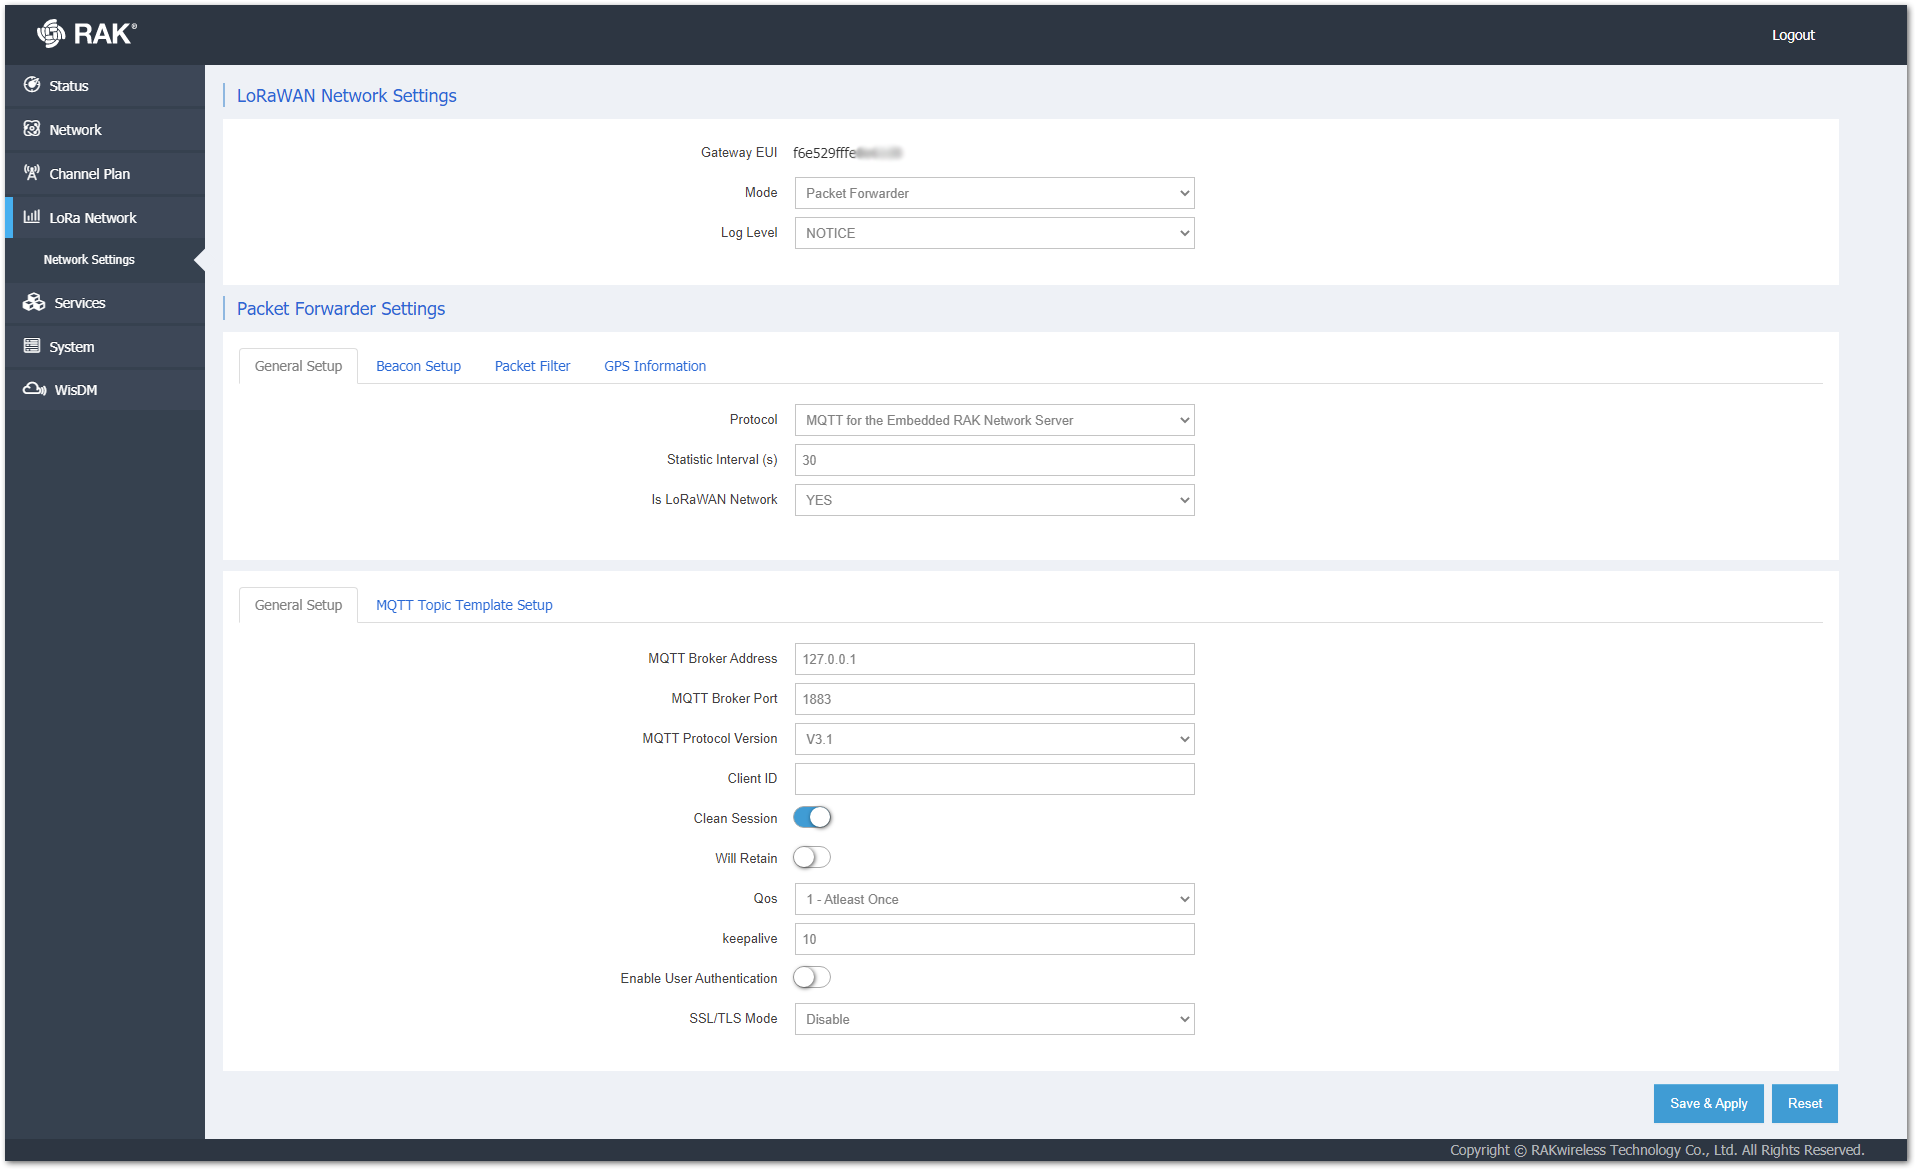 RAK®
Logout
Status
Network
Channel Plan
LoRa Network
Network Settings
Services
System
WisDM
LoRaWAN Network Settings
Gateway EUI f6e529fffe
Mode Packet Forwarder
Log Level NOTICE
Packet Forwarder Settings
General Setup Beacon Setup Packet Filter GPS Information
Protocol MQTT for the Embedded RAK Network Server
Statistic Interval (s) 30
Is LoRaWAN Network YES
General Setup MQTT Topic Template Setup
MQTT Broker Address 127.0.0.1
MQTT Broker Port 1883
MQTT Protocol Version V3.1
Client ID
Clean Session
Will Retain
Qos 1 - Atleast Once
keepalive 10
Enable User Authentication
SSL/TLS Mode Disable
Save & Apply Reset
Copyright © RAKwireless Technology Co., Ltd. All Rights Reserved.